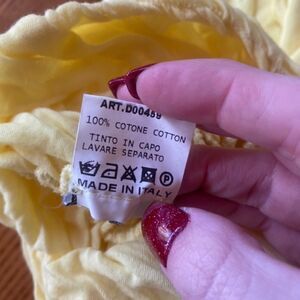 ART.D00459
100% COTONE COTTON
TINTO IN CAPO
LAVARE SEPARATO
MADE IN ITALY